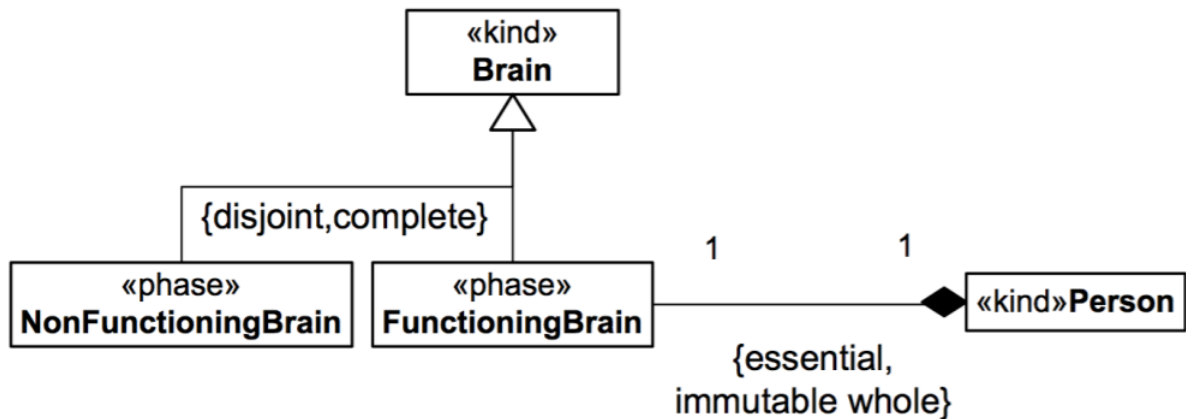 «kind»
Brain
{disjoint,complete}
«phase»
NonFunctioningBrain
«phase»
FunctioningBrain
1
1
«kind»Person
{essential,
immutable whole}